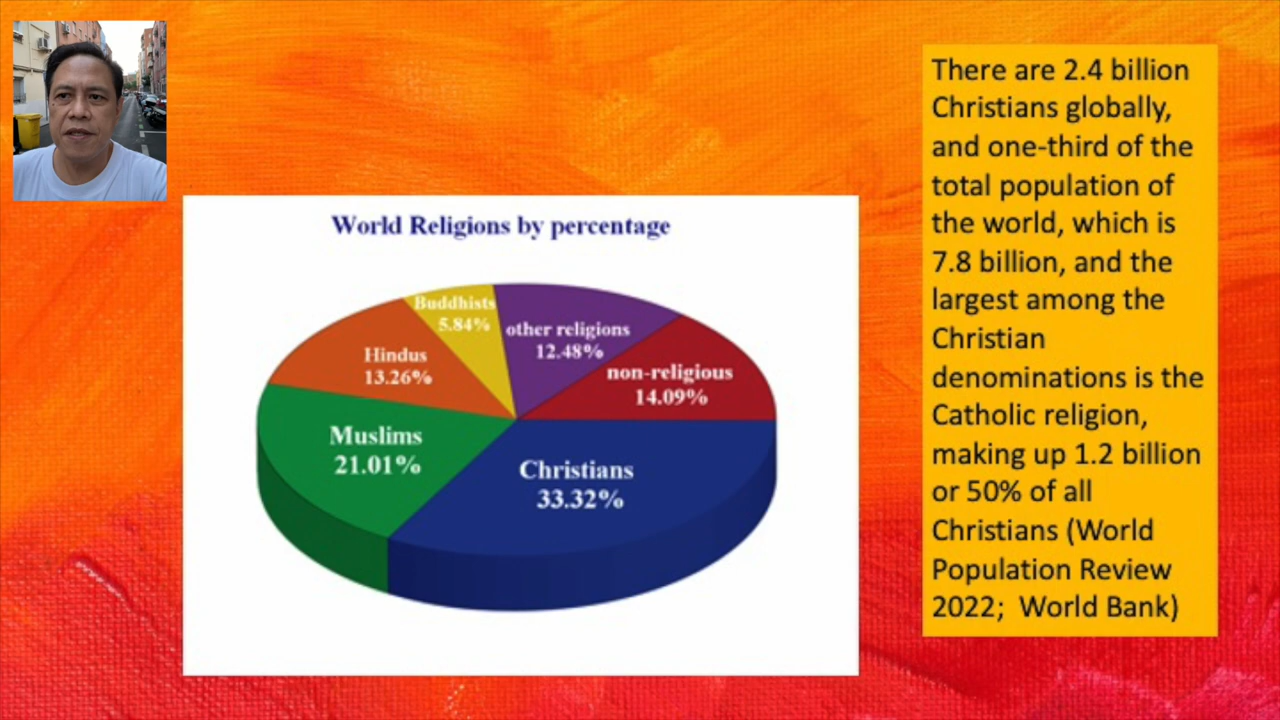 World Religions by percentage
Buddhists
5.84%
other religions
12.48%
Hindus
13.26%
non-religious
14.09%
Muslims
21.01%
Christians
33.32%
There are 2.4 billion
Christians globally,
and one-third of the
total population of
the world, which is
7.8 billion, and the
largest among the
Christian
denominations is the
Catholic religion,
making up 1.2 billion
or 50% of all
Christians (World
Population Review
2022;  World Bank)